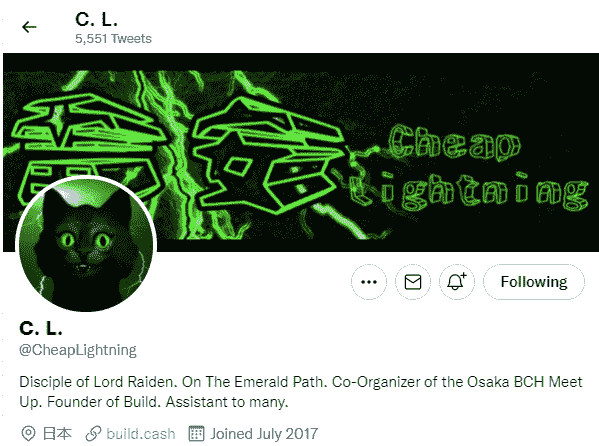 C. L.
5,551 Tweets
Cheap
Lightning
Following
C. L.
@CheapLightning
Disciple of Lord Raiden. On The Emerald Path. Co-Organizer of the Osaka BCH Meet
Up. Founder of Build. Assistant to many.
日本 build.cash Joined July 2017